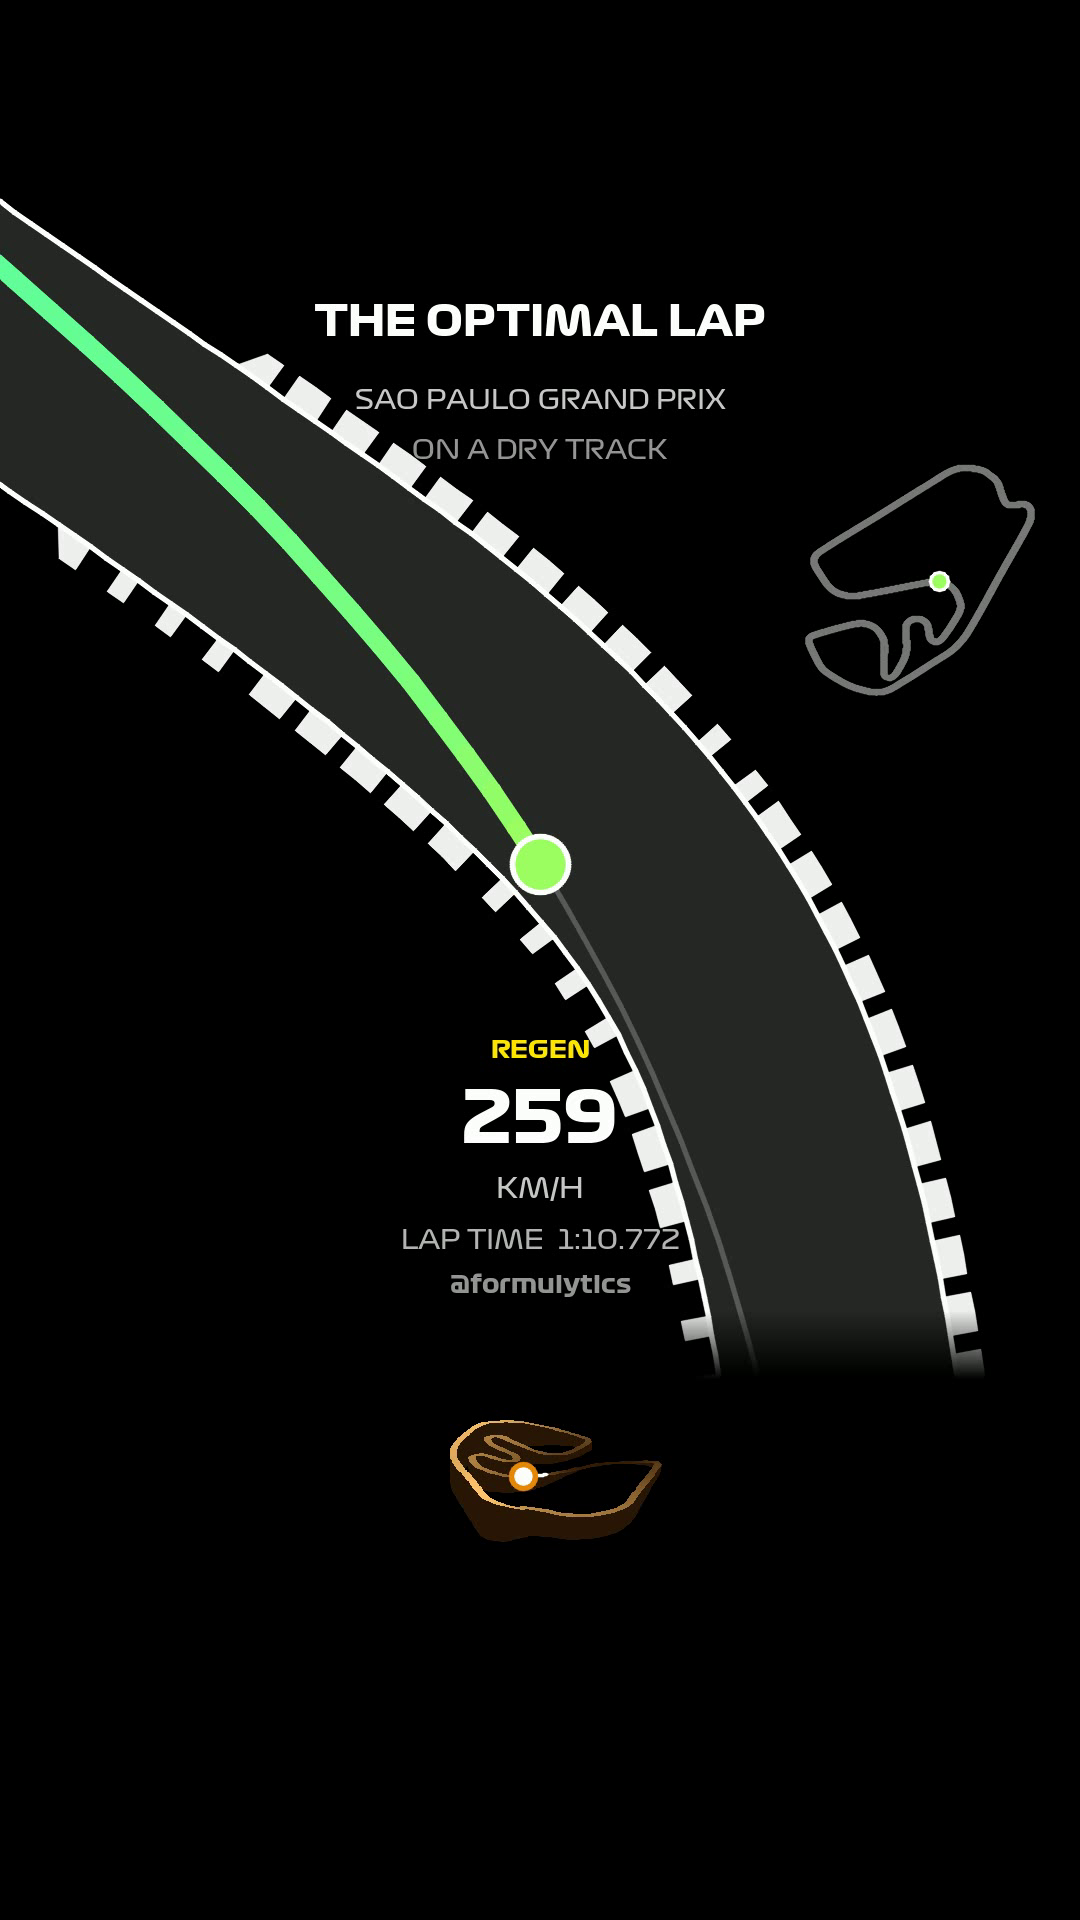 THE OPTIMAL LAP
SAO PAULO GRAND PRIX
ON A DRY TRACK
REGEN
259
KM/H
LAP TIME 1:10.772
@formulytics